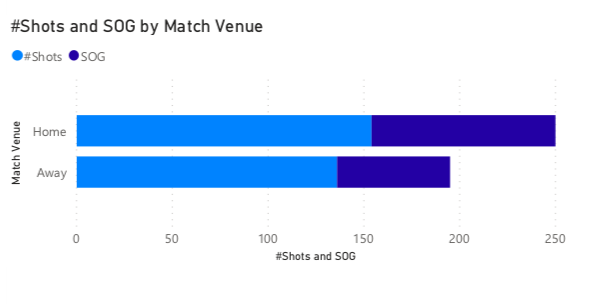 #Shots and SOG by Match Venue
#Shots SOG
Match Venue
Home
Away
0 50 100 150 200 250
#Shots and SOG